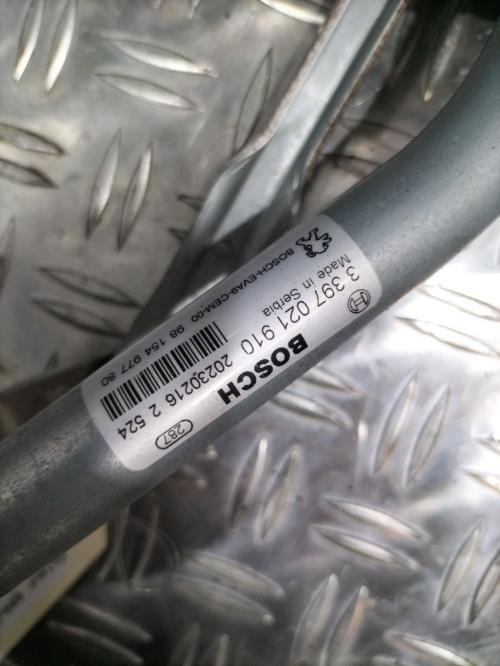 BOSCH
3 397 021 910 20230216 2 524
Made in Serbia
BOSCH-EVA9-CEM-00 98 154 977 80
287